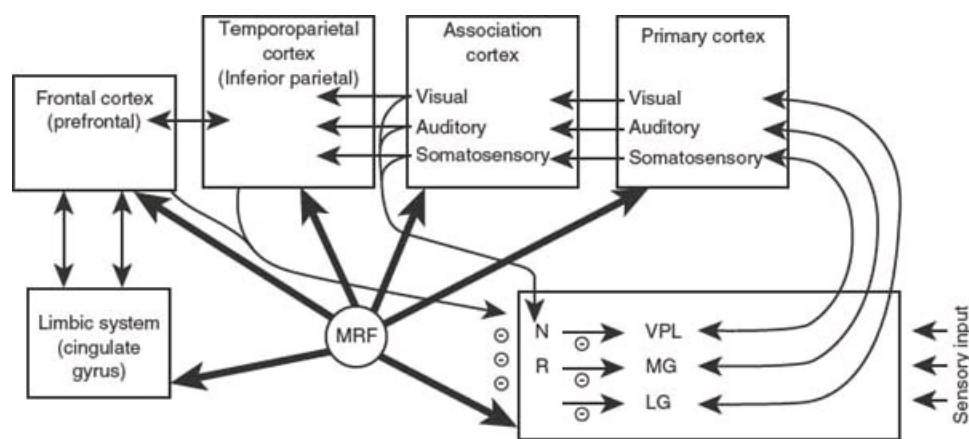 Temporoparietal
cortex
(Inferior parietal)
Association
cortex
Primary cortex
Frontal cortex
(prefrontal)
Visual
Auditory
Somatosensory
Visual
Auditory
Somatosensory
Limbic system
(cingulate
gyrus)
MRF
N
R
VPL
MG
LG
Sensory input